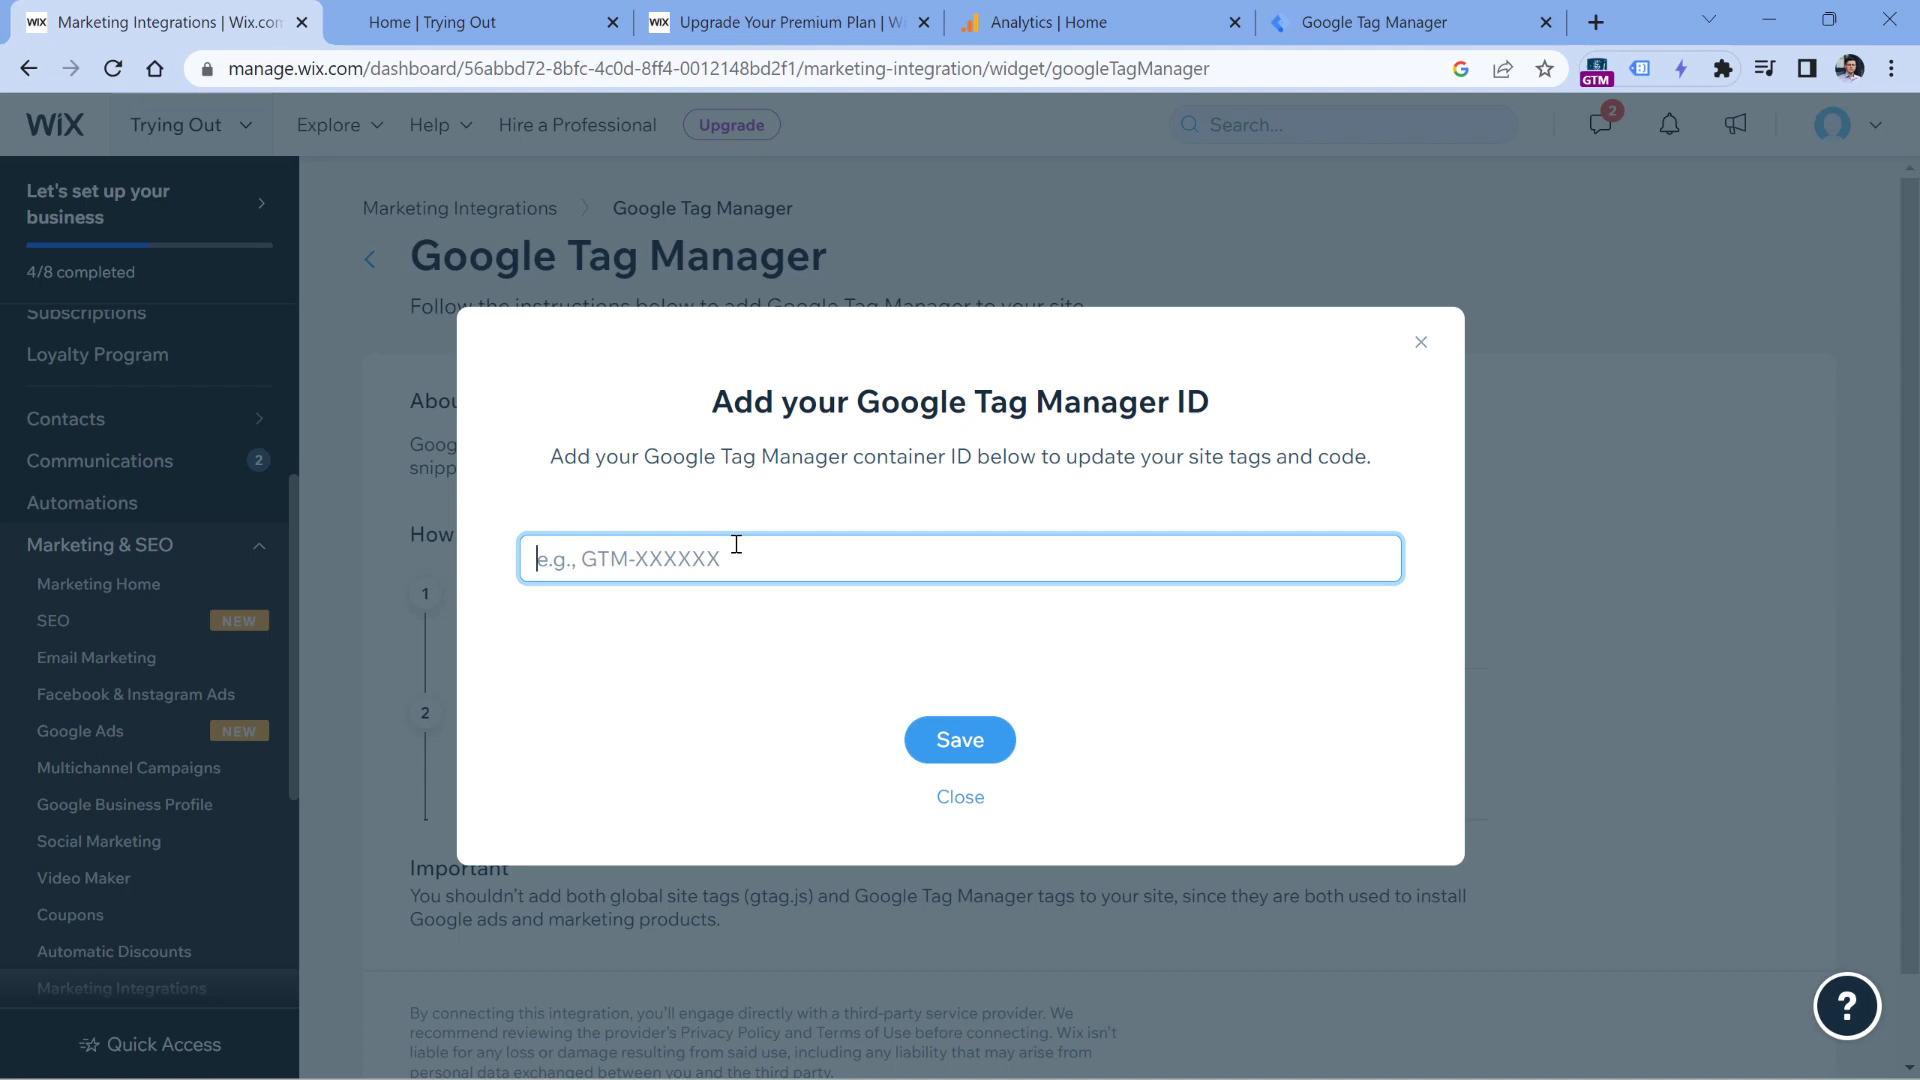 WIX Marketing Integrations | Wix.com
Home | Trying Out
WIX Upgrade Your Premium Plan | W
Analytics | Home
Google Tag Manager
manage.wix.com/dashboard/56abbd72-8bfc-4c0d-8ff4-0012148bd2f1/marketing-integration/widget/googleTagManager
GTM
WIX
Trying Out
Explore
Help
Hire a Professional
Upgrade
Search...
2
Let's set up your
business
4/8 completed
Subscriptions
Loyalty Program
Contacts
Communications 2
Automations
Marketing & SEO
Marketing Home
SEO NEW
Email Marketing
Facebook & Instagram Ads
Google Ads NEW
Multichannel Campaigns
Google Business Profile
Social Marketing
Video Maker
Coupons
Automatic Discounts
Marketing Integrations
Quick Access
Marketing Integrations > Google Tag Manager
Google Tag Manager
Follow the instructions below to add Google Tag Manager to your site
Abou
Goog
snipp
How
1
2
Add your Google Tag Manager ID
Add your Google Tag Manager container ID below to update your site tags and code.
e.g., GTM-XXXXXX
Save
Close
Important
You shouldn't add both global site tags (gtag.js) and Google Tag Manager tags to your site, since they are both used to install
Google ads and marketing products.
By connecting this integration, you'll engage directly with a third-party service provider. We
recommend reviewing the provider's Privacy Policy and Terms of Use before connecting. Wix isn't
liable for any loss or damage resulting from said use, including any liability that may arise from
personal data exchanged between you and the third party.
?